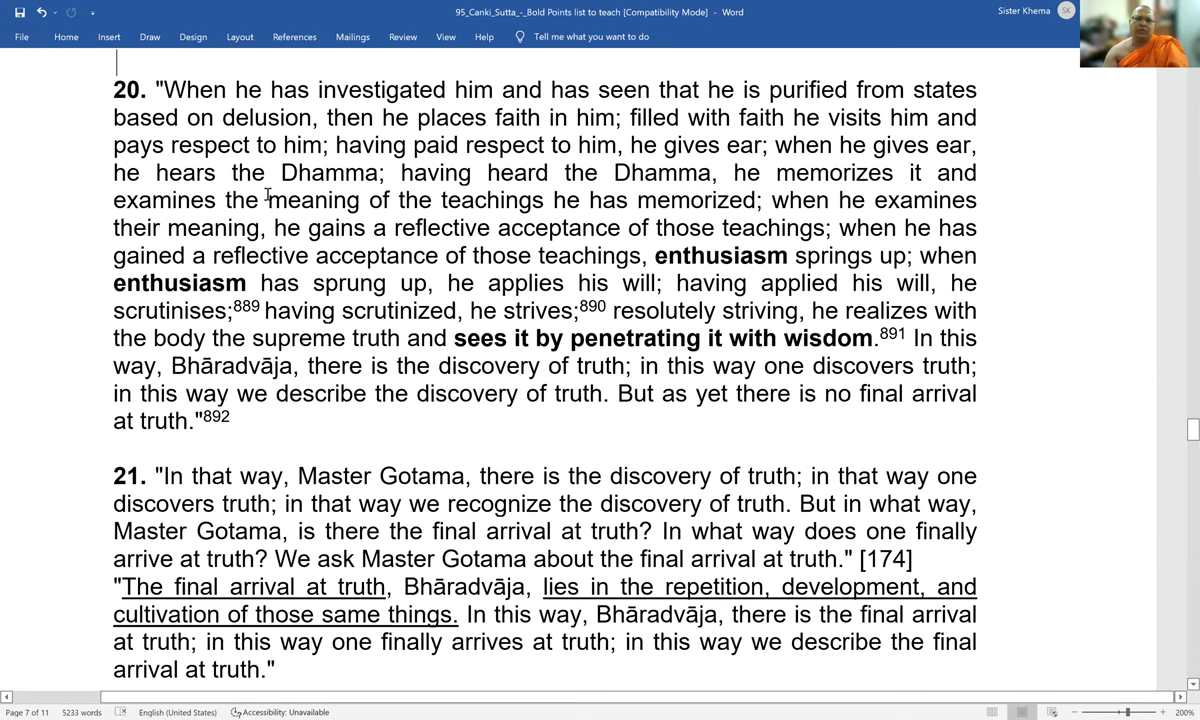 95_Canki_Sutta_-_Bold Points list to teach [Compatibility Mode] - Word
Sister Khema
SK
File Home Insert Draw Design Layout References Mailings Review View Help Tell me what you want to do
20. "When he has investigated him and has seen that he is purified from states
based on delusion, then he places faith in him; filled with faith he visits him and
pays respect to him; having paid respect to him, he gives ear; when he gives ear,
he hears the Dhamma; having heard the Dhamma, he memorizes it and
examines the meaning of the teachings he has memorized; when he examines
their meaning, he gains a reflective acceptance of those teachings; when he has
gained a reflective acceptance of those teachings, enthusiasm springs up; when
enthusiasm has sprung up, he applies his will; having applied his will, he
scrutinises;889 having scrutinized, he strives;890 resolutely striving, he realizes with
the body the supreme truth and sees it by penetrating it with wisdom.891 In this
way, Bhāradvāja, there is the discovery of truth; in this way one discovers truth;
in this way we describe the discovery of truth. But as yet there is no final arrival
at truth."892
21. "In that way, Master Gotama, there is the discovery of truth; in that way one
discovers truth; in that way we recognize the discovery of truth. But in what way,
Master Gotama, is there the final arrival at truth? In what way does one finally
arrive at truth? We ask Master Gotama about the final arrival at truth." [174]
"The final arrival at truth, Bhāradvāja, lies in the repetition, development, and
cultivation of those same things. In this way, Bhāradvāja, there is the final arrival
at truth; in this way one finally arrives at truth; in this way we describe the final
arrival at truth."
Page 7 of 11 5233 words English (United States) Accessibility: Unavailable 200%